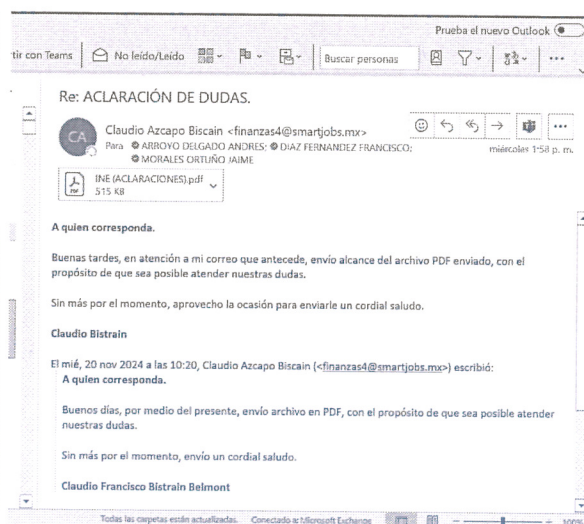 Prueba el nuevo Outlook
tir con Teams No leído/Leído Buscar personas
Re: ACLARACIÓN DE DUDAS.
CA
Claudio Azcapo Biscain <finanzas4@smartjobs.mx>
Para ARROYO DELGADO ANDRES; DIAZ FERNANDEZ FRANCISCO;
MORALES ORTUÑO JAIME
miércoles 1:58 p. m.
INE (ACLARACIONES).pdf
515 KB
A quien corresponda.
Buenas tardes, en atención a mi correo que antecede, envío alcance del archivo PDF enviado, con el
propósito de que sea posible atender nuestras dudas.
Sin más por el momento, aprovecho la ocasión para enviarle un cordial saludo.
Claudio Bistrain
El mié, 20 nov 2024 a las 10:20, Claudio Azcapo Biscain (<finanzas4@smartjobs.mx>) escribió:
A quien corresponda.
Buenos días, por medio del presente, envío archivo en PDF, con el propósito de que sea posible atender
nuestras dudas.
Sin más por el momento, envío un cordial saludo.
Claudio Francisco Bistrain Belmont
Todas las carpetas están actualizadas. Conectado a: Microsoft Exchange